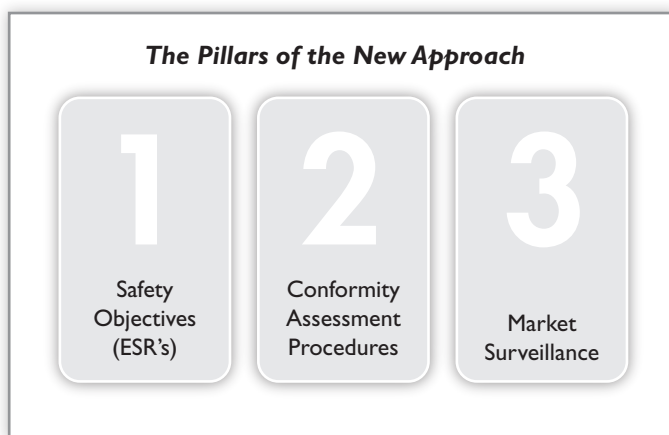 The Pillars of the New Approach
1
Safety
Objectives
(ESR's)
2
Conformity
Assessment
Procedures
3
Market
Surveillance